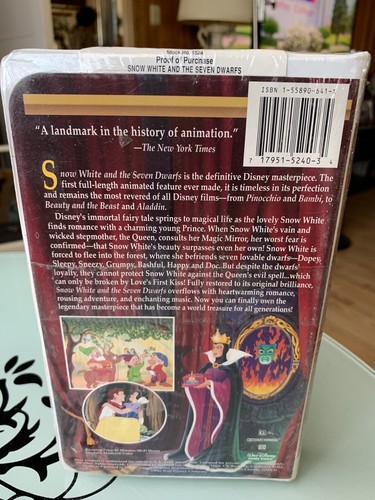 Stock No. 1524
Proof of Purchase
SNOW WHITE AND THE SEVEN DWARFS
ISBN 1-55890-641-
7 17951-5240-3 4
“A landmark in the history of animation.”
—The New York Times
Snow White and the Seven Dwarfs is the definitive Disney masterpiece. The
first full-length animated feature ever made, it is timeless in its perfection
and remains the most revered of all Disney films—from Pinocchio and Bambi, to
Beauty and the Beast and Aladdin.
Disney's immortal fairy tale springs to magical life as the lovely Snow White
finds romance with a charming young Prince. When Snow White's vain and
wicked stepmother, the Queen, consults her Magic Mirror, her worst fear is
confirmed—that Snow White's beauty surpasses even her own! Snow White is
forced to flee into the forest, where she befriends seven lovable dwarfs—Dopey,
Sleepy, Sneezy, Grumpy, Bashful, Happy and Doc. But despite the dwarfs'
loyalty, they cannot protect Snow White against the Queen's evil spell...which
can only be broken by Love's First Kiss! Fully restored to its original brilliance,
Snow White and the Seven Dwarfs overflows with heartwarming romance,
rousing adventure, and enchanting music. Now you can finally own the
legendary masterpiece that has become a world treasure for all generations!